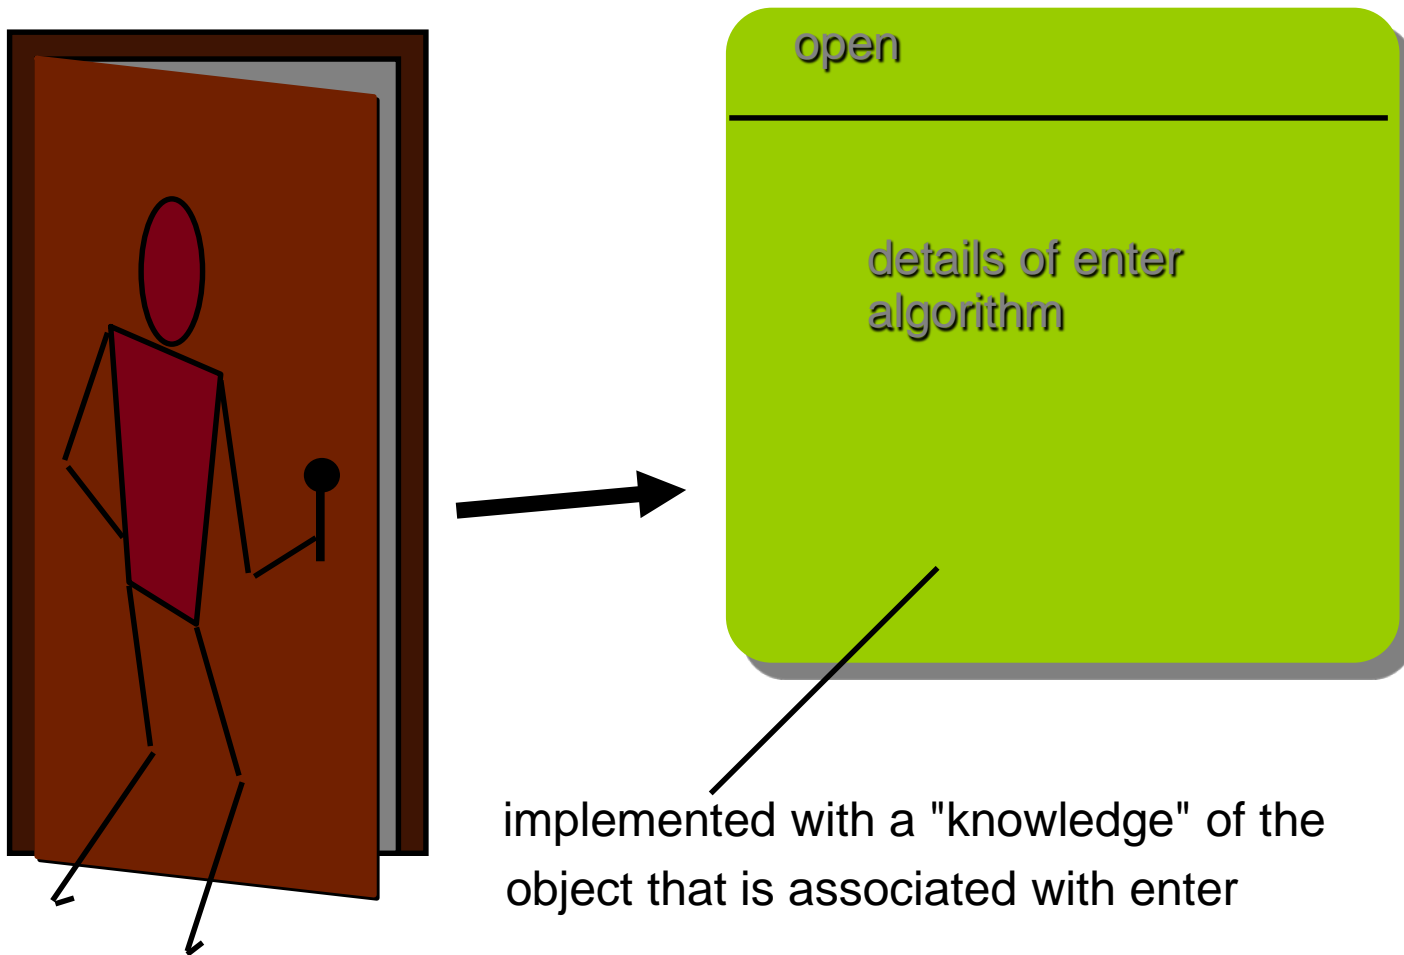 open
details of enter
algorithm
implemented with a "knowledge" of the
object that is associated with enter